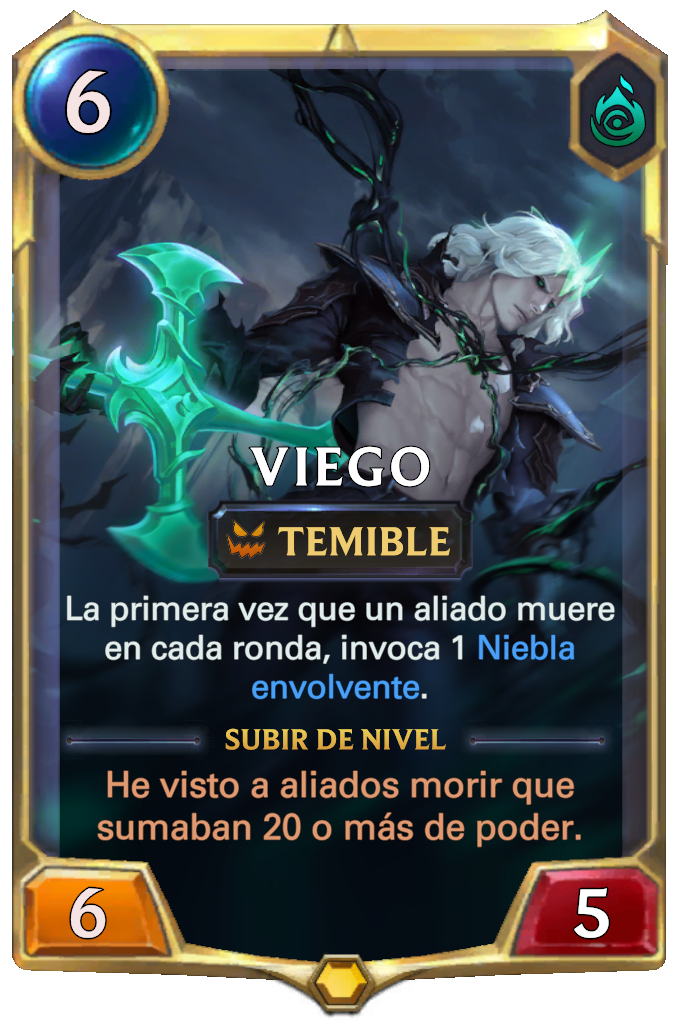 6
VIEGO
TEMIBLE
La primera vez que un aliado muere
en cada ronda, invoca 1 Niebla
envolvente.
SUBIR DE NIVEL
He visto a aliados morir que
sumaban 20 o más de poder.
6
5